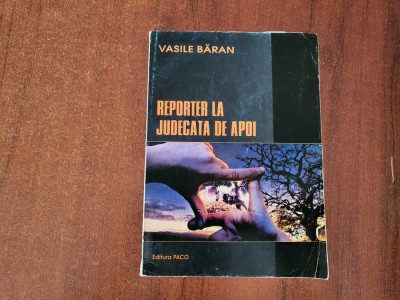 VASILE BĂRAN
REPORTER LA
JUDECATA DE APOI
Editura PACO